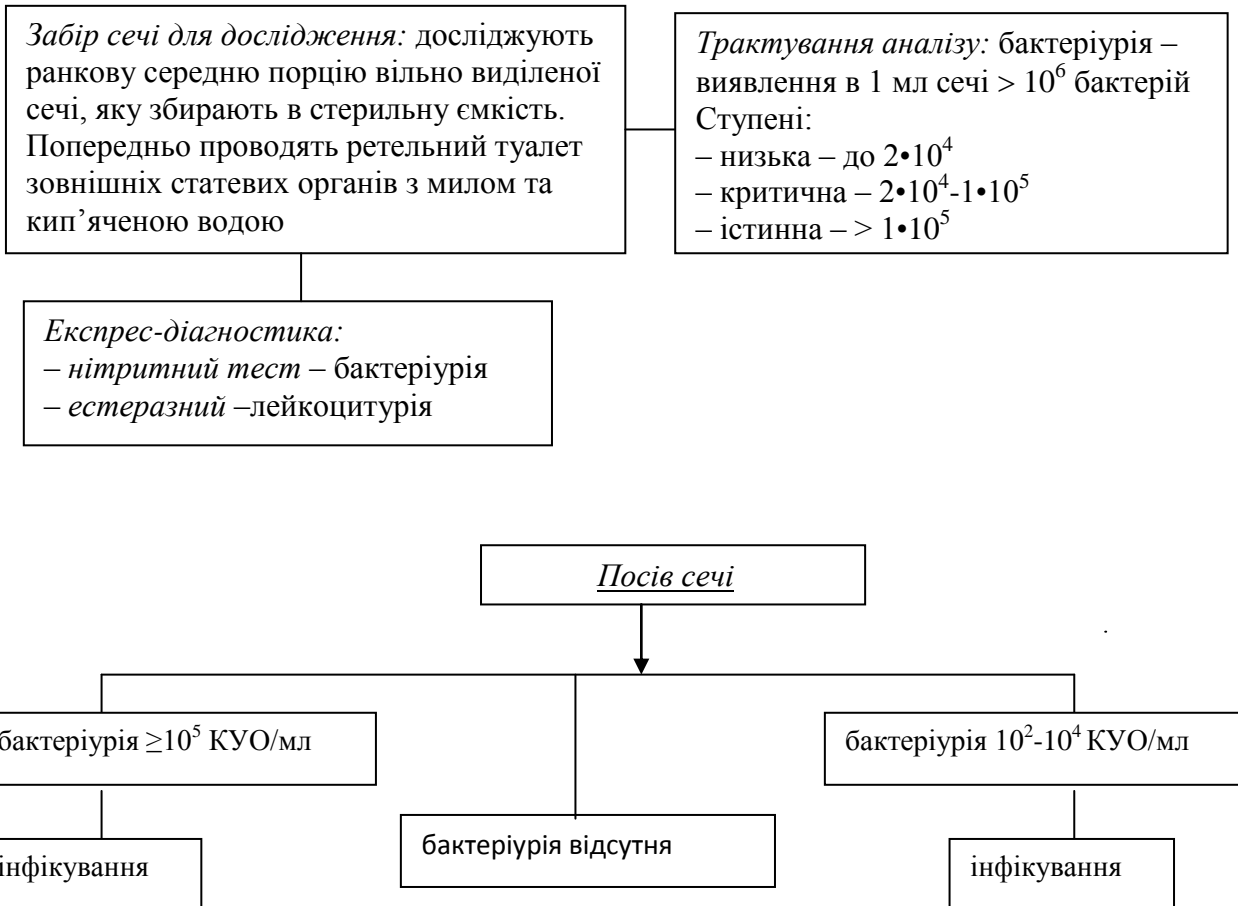 Забір сечі для дослідження: досліджують
ранкову середню порцію вільно виділеної
сечі, яку збирають в стерильну ємкість.
Попередньо проводять ретельний туалет
зовнішніх статевих органів з милом та
кип’яченою водою
Трактування аналізу: бактеріурія –
виявлення в 1 мл сечі > 10⁶ бактерій
Ступені:
– низька – до 2•10⁴
– критична – 2•10⁴-1•10⁵
– істинна – > 1•10⁵
Експрес-діагностика:
– нітритний тест – бактеріурія
– естеразний –лейкоцитурія
Посів сечі
бактеріурія ≥10⁵ КУО/мл
бактеріурія 10²-10⁴ КУО/мл
бактеріурія відсутня
інфікування
інфікування